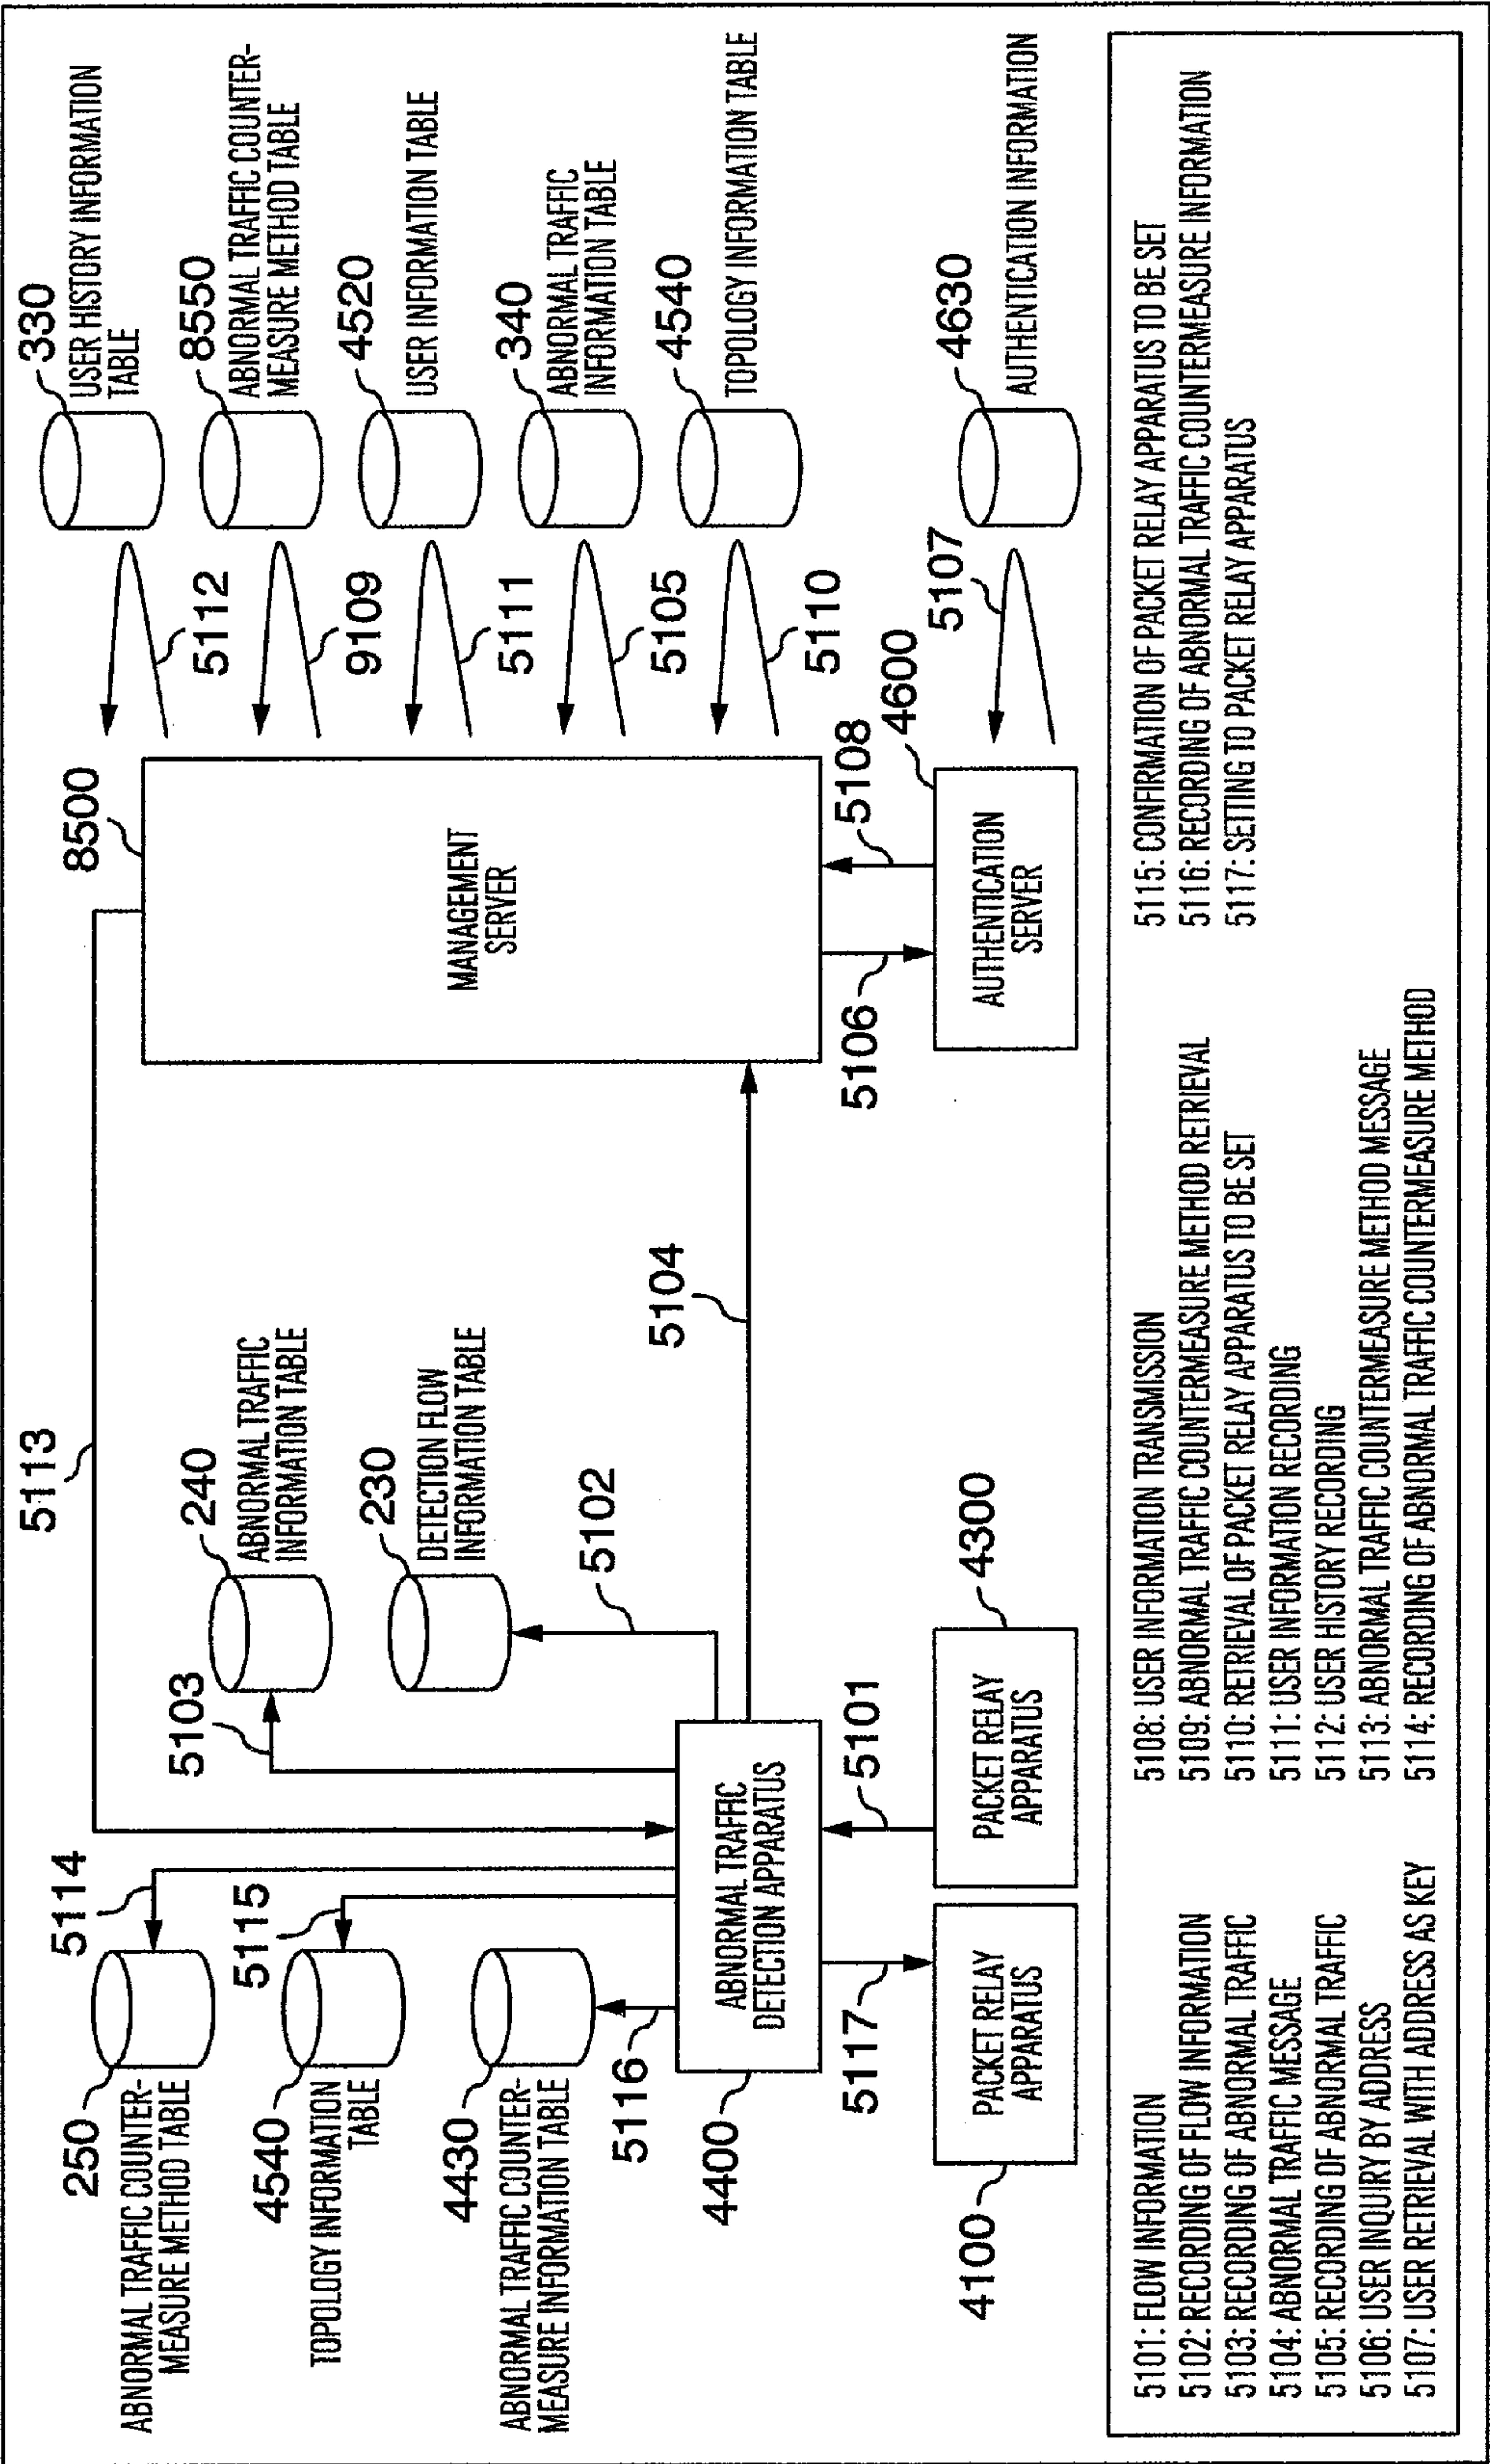 5113
5114
250
ABNORMAL TRAFFIC COUNTER-
MEASURE METHOD TABLE
5115
4540
TOPOLOGY INFORMATION
TABLE
4430
ABNORMAL TRAFFIC COUNTER-
MEASURE INFORMATION TABLE
5116
5103
240
ABNORMAL TRAFFIC
INFORMATION TABLE
230
DETECTION FLOW
INFORMATION TABLE
5102
5104
4400
ABNORMAL TRAFFIC
DETECTION APPARATUS
5117
5101
4100
PACKET RELAY
APPARATUS
PACKET RELAY
APPARATUS
4300
8500
MANAGEMENT
SERVER
5106
5108
4600
AUTHENTICATION
SERVER
5112
330
USER HISTORY INFORMATION
TABLE
9109
8550
ABNORMAL TRAFFIC COUNTER-
MEASURE METHOD TABLE
5111
4520
USER INFORMATION TABLE
5105
340
ABNORMAL TRAFFIC
INFORMATION TABLE
5110
4540
TOPOLOGY INFORMATION TABLE
5107
4630
AUTHENTICATION INFORMATION
5101: FLOW INFORMATION
5102: RECORDING OF FLOW INFORMATION
5103: RECORDING OF ABNORMAL TRAFFIC
5104: ABNORMAL TRAFFIC MESSAGE
5105: RECORDING OF ABNORMAL TRAFFIC
5106: USER INQUIRY BY ADDRESS
5107: USER RETRIEVAL WITH ADDRESS AS KEY
5108: USER INFORMATION TRANSMISSION
5109: ABNORMAL TRAFFIC COUNTERMEASURE METHOD RETRIEVAL
5110: RETRIEVAL OF PACKET RELAY APPARATUS TO BE SET
5111: USER INFORMATION RECORDING
5112: USER HISTORY RECORDING
5113: ABNORMAL TRAFFIC COUNTERMEASURE METHOD MESSAGE
5114: RECORDING OF ABNORMAL TRAFFIC COUNTERMEASURE METHOD
5115: CONFIRMATION OF PACKET RELAY APPARATUS TO BE SET
5116: RECORDING OF ABNORMAL TRAFFIC COUNTERMEASURE INFORMATION
5117: SETTING TO PACKET RELAY APPARATUS